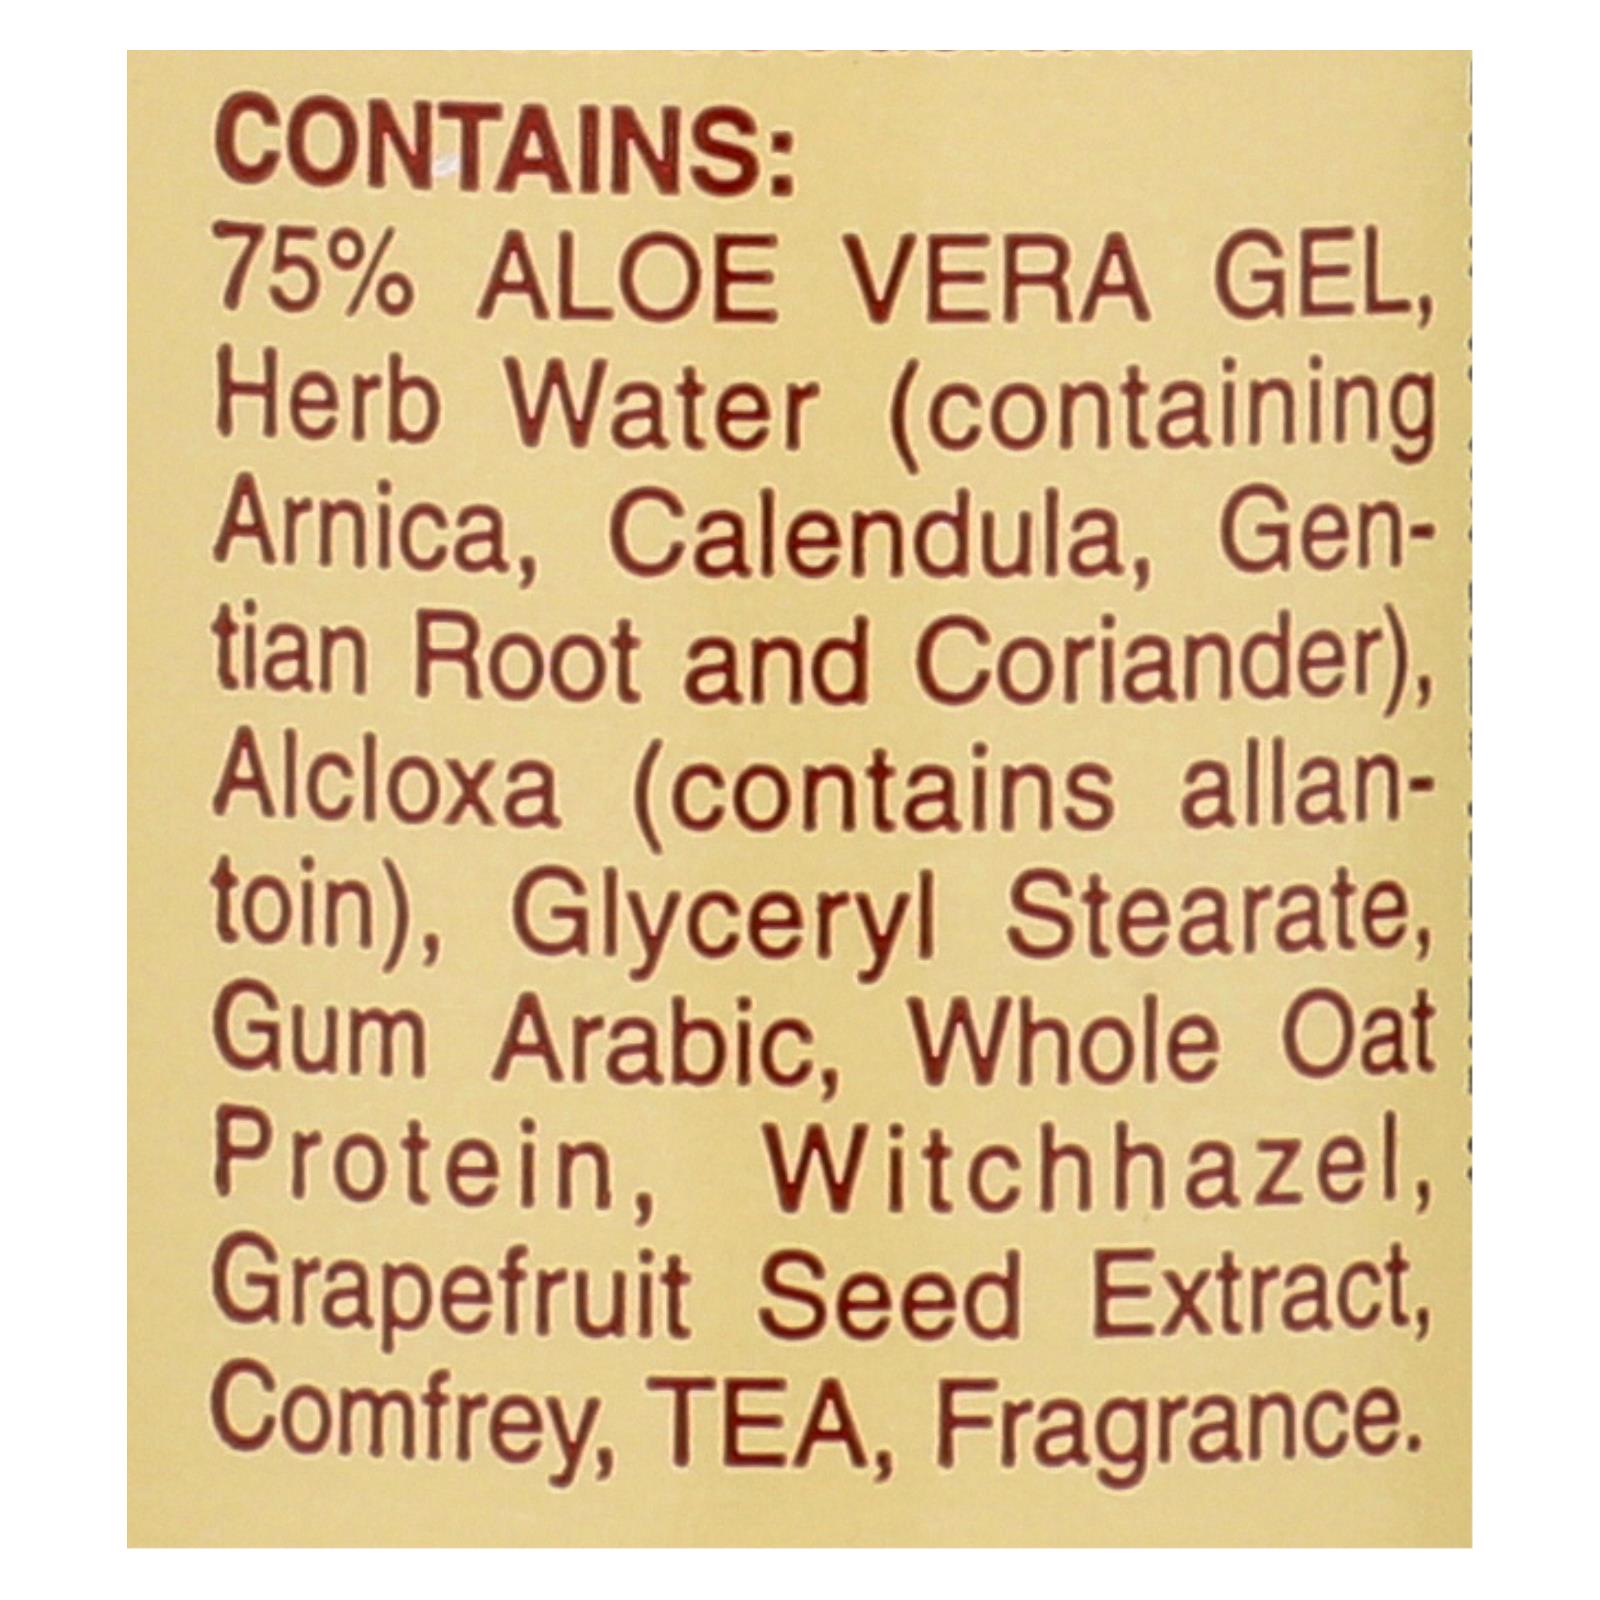 CONTAINS:
75% ALOE VERA GEL,
Herb Water (containing
Arnica, Calendula, Gen-
tian Root and Coriander),
Alcloxa (contains allan-
toin), Glyceryl Stearate,
Gum Arabic, Whole Oat
Protein, Witchhazel,
Grapefruit Seed Extract,
Comfrey, TEA, Fragrance.